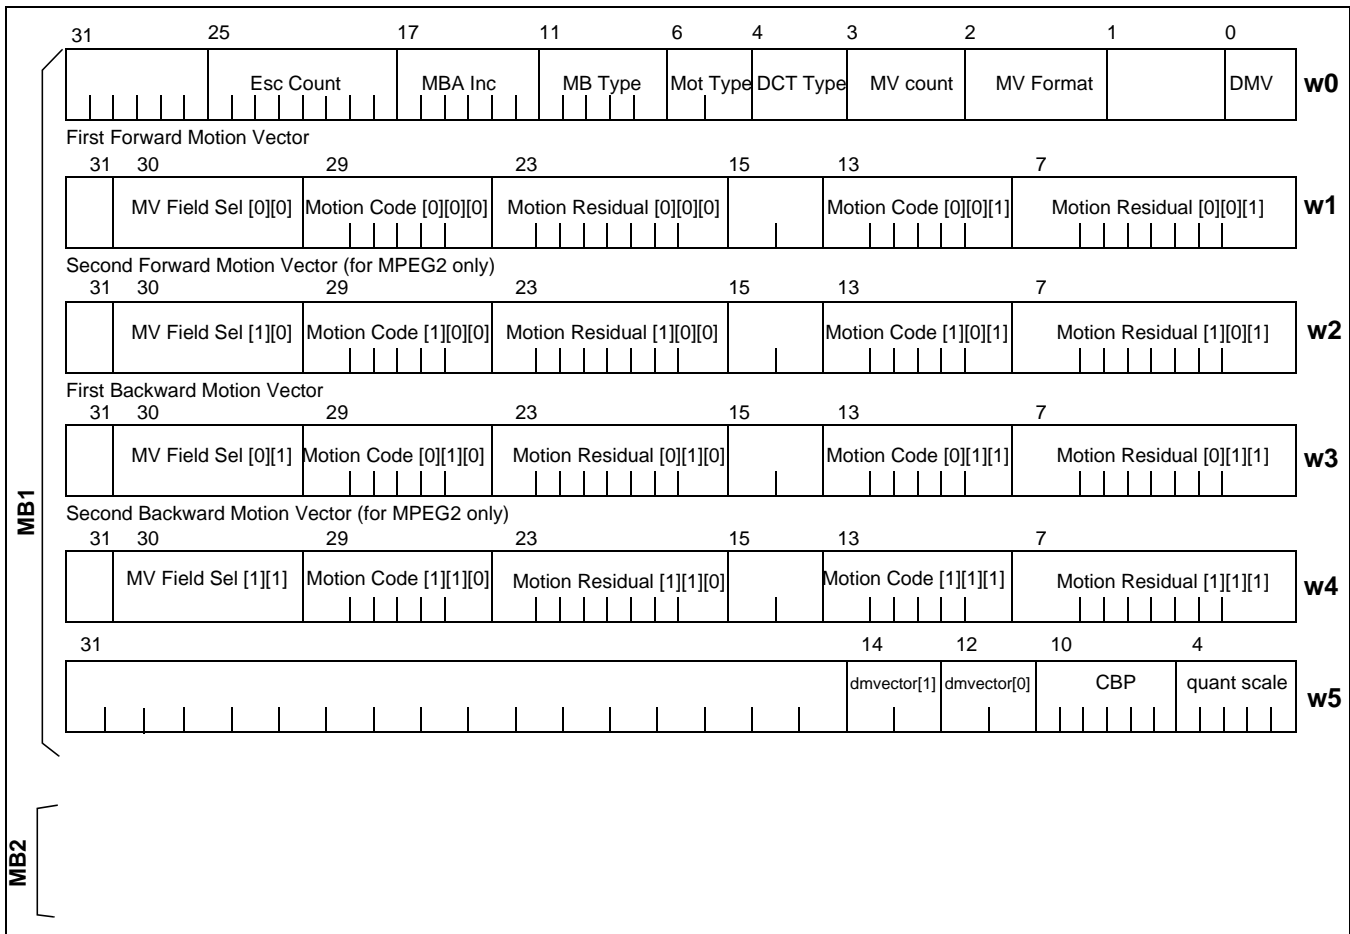 31 25 17 11 6 4 3 2 1 0
Esc Count MBA Inc MB Type Mot Type DCT Type MV count MV Format DMV w0
First Forward Motion Vector
31 30 29 23 15 13 7
MV Field Sel [0][0] Motion Code [0][0][0] Motion Residual [0][0][0] Motion Code [0][0][1] Motion Residual [0][0][1] w1
Second Forward Motion Vector (for MPEG2 only)
31 30 29 23 15 13 7
MV Field Sel [1][0] Motion Code [1][0][0] Motion Residual [1][0][0] Motion Code [1][0][1] Motion Residual [1][0][1] w2
First Backward Motion Vector
31 30 29 23 15 13 7
MV Field Sel [0][1] Motion Code [0][1][0] Motion Residual [0][1][0] Motion Code [0][1][1] Motion Residual [0][1][1] w3
MB1
Second Backward Motion Vector (for MPEG2 only)
31 30 29 23 15 13 7
MV Field Sel [1][1] Motion Code [1][1][0] Motion Residual [1][1][0] Motion Code [1][1][1] Motion Residual [1][1][1] w4
31 14 12 10 4
dmvector[1] dmvector[0] CBP quant scale w5
MB2